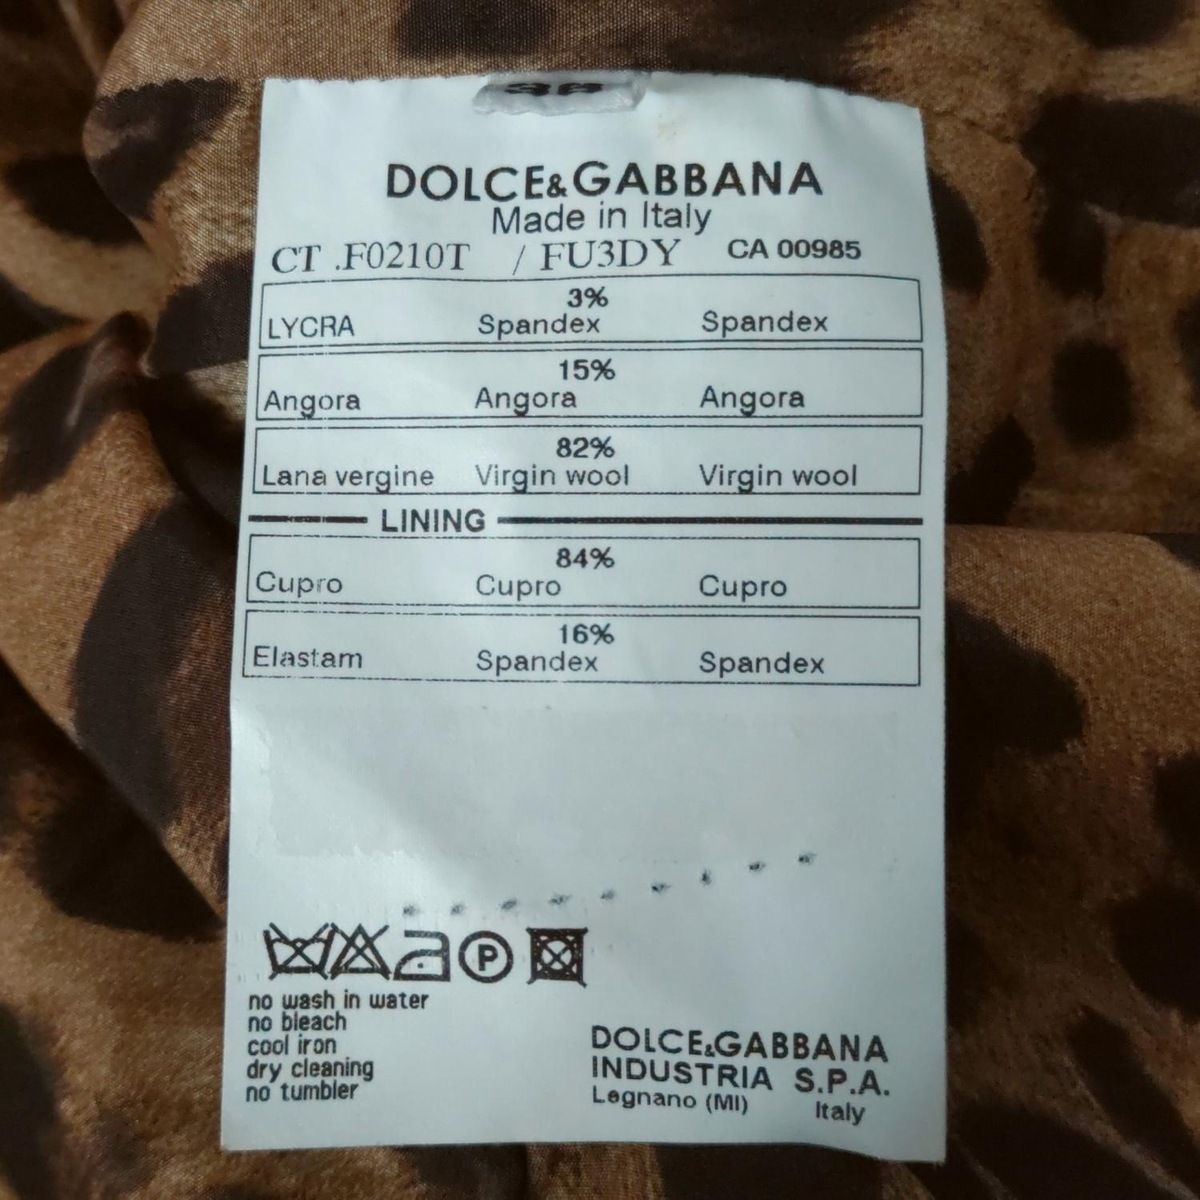 38
DOLCE&GABBANA
Made in Italy
CT .F0210T / FU3DY CA 00985
3%
LYCRA Spandex Spandex
15%
Angora Angora Angora
82%
Lana vergine Virgin wool Virgin wool
LINING
84%
Cupro Cupro Cupro
16%
Elastam Spandex Spandex
P
no wash in water
no bleach
cool iron
dry cleaning
no tumbler
DOLCE&GABBANA
INDUSTRIA S.P.A.
Legnano (MI) Italy